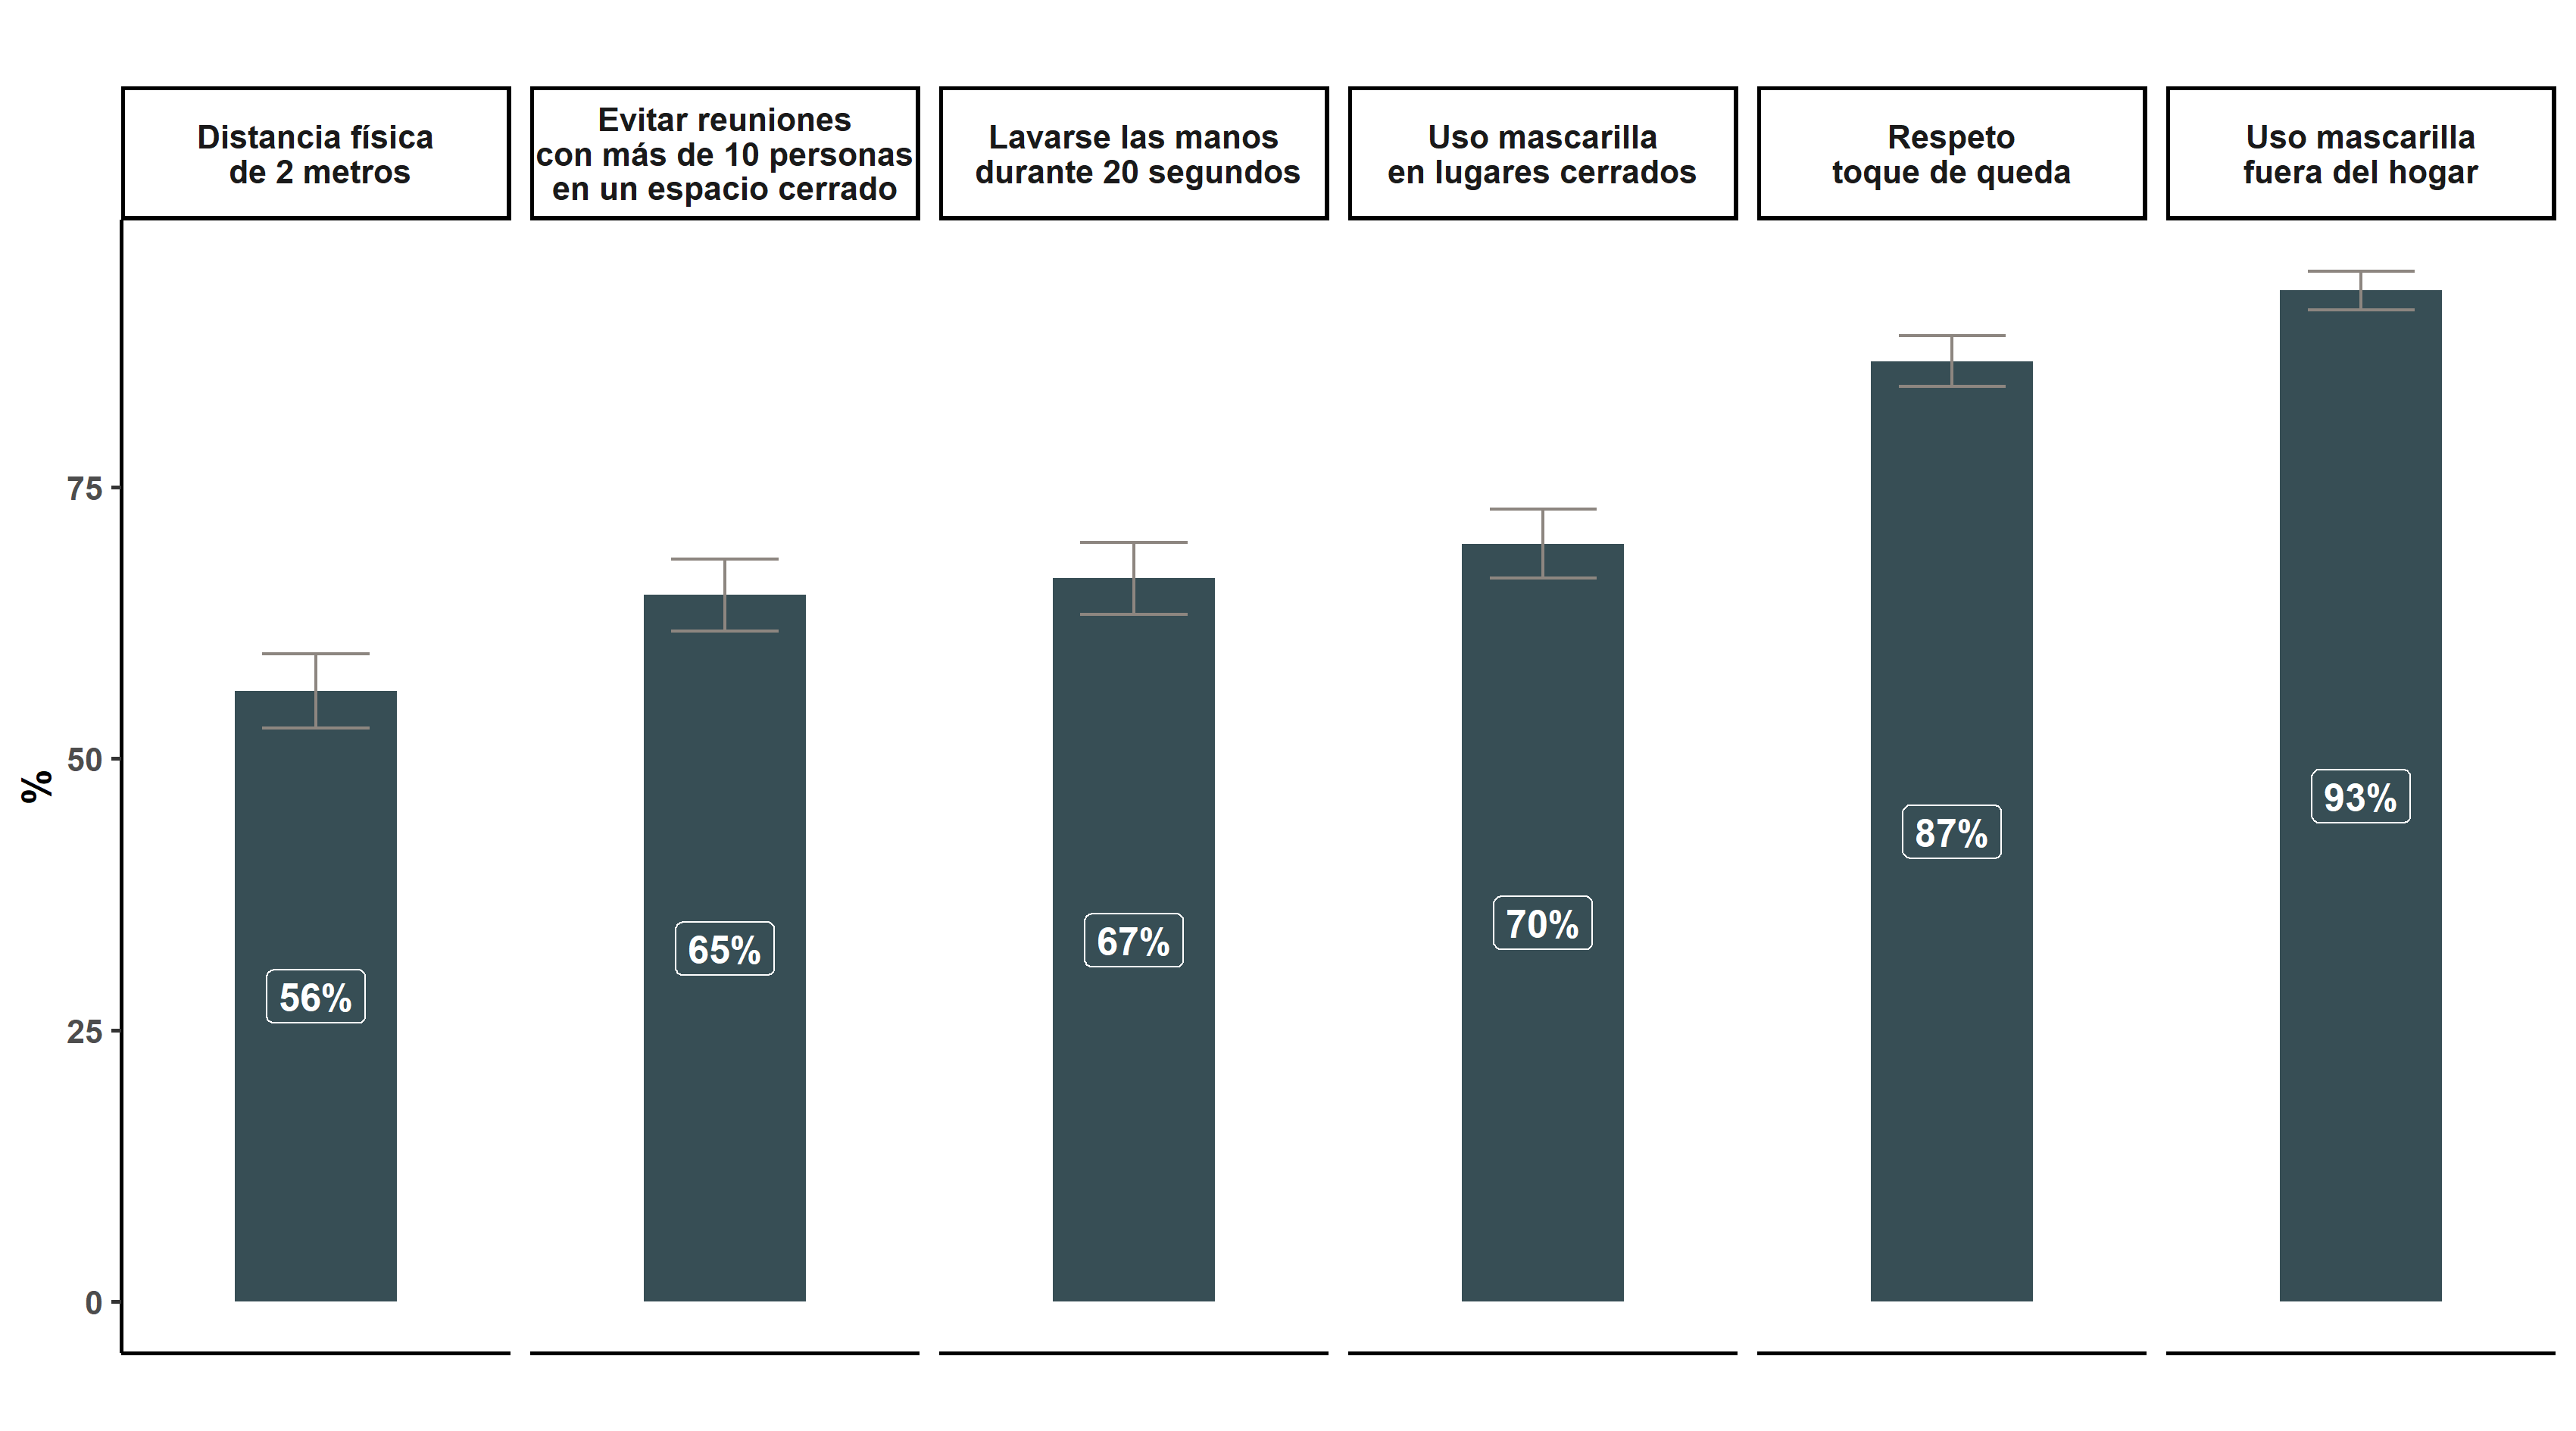 Distancia física
de 2 metros
Evitar reuniones
con más de 10 personas
en un espacio cerrado
Lavarse las manos
durante 20 segundos
Uso mascarilla
en lugares cerrados
Respeto
toque de queda
Uso mascarilla
fuera del hogar
%
75
50
25
0
56%
65%
67%
70%
87%
93%